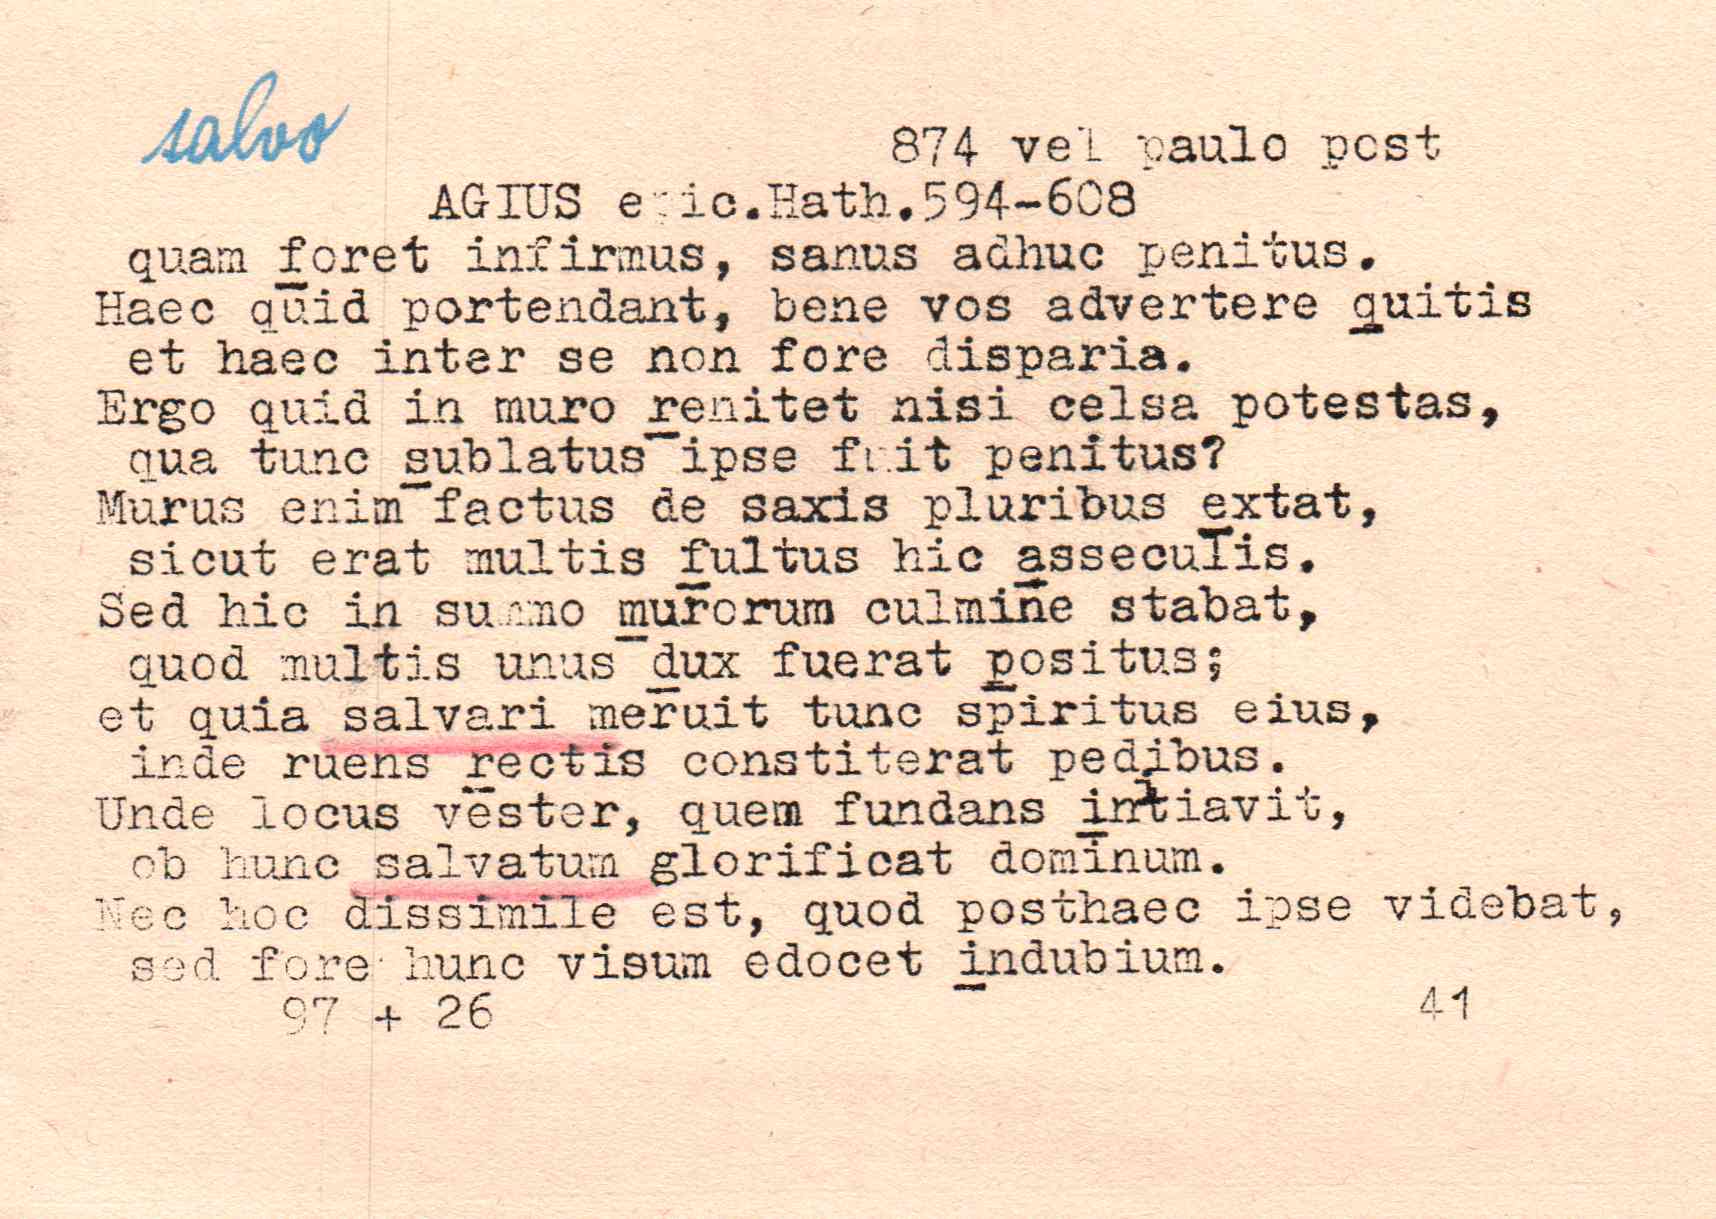 salvo
874 vel paulo post
AGIUS epic.Hath.594-608
quam foret infirmus, sanus adhuc penitus.
Haec quid portendant, bene vos advertere quitis
et haec inter se non fore disparia.
Ergo quid in muro renitet nisi celsa potestas,
qua tunc sublatus ipse fuit penitus?
Murus enim factus de saxis pluribus extat,
sicut erat multis fultus hic asseculis.
Sed hic in summo murorum culmine stabat,
quod multis unus dux fuerat positus;
et quia salvari meruit tunc spiritus eius,
inde ruens rectis constiterat pedibus.
Unde locus vester, quem fundans initiavit,
ob hunc salvatum glorificat dominum.
Nec hoc dissimile est, quod posthaec ipse videbat,
sed fore hunc visum edocet indubium.
97 + 26
41